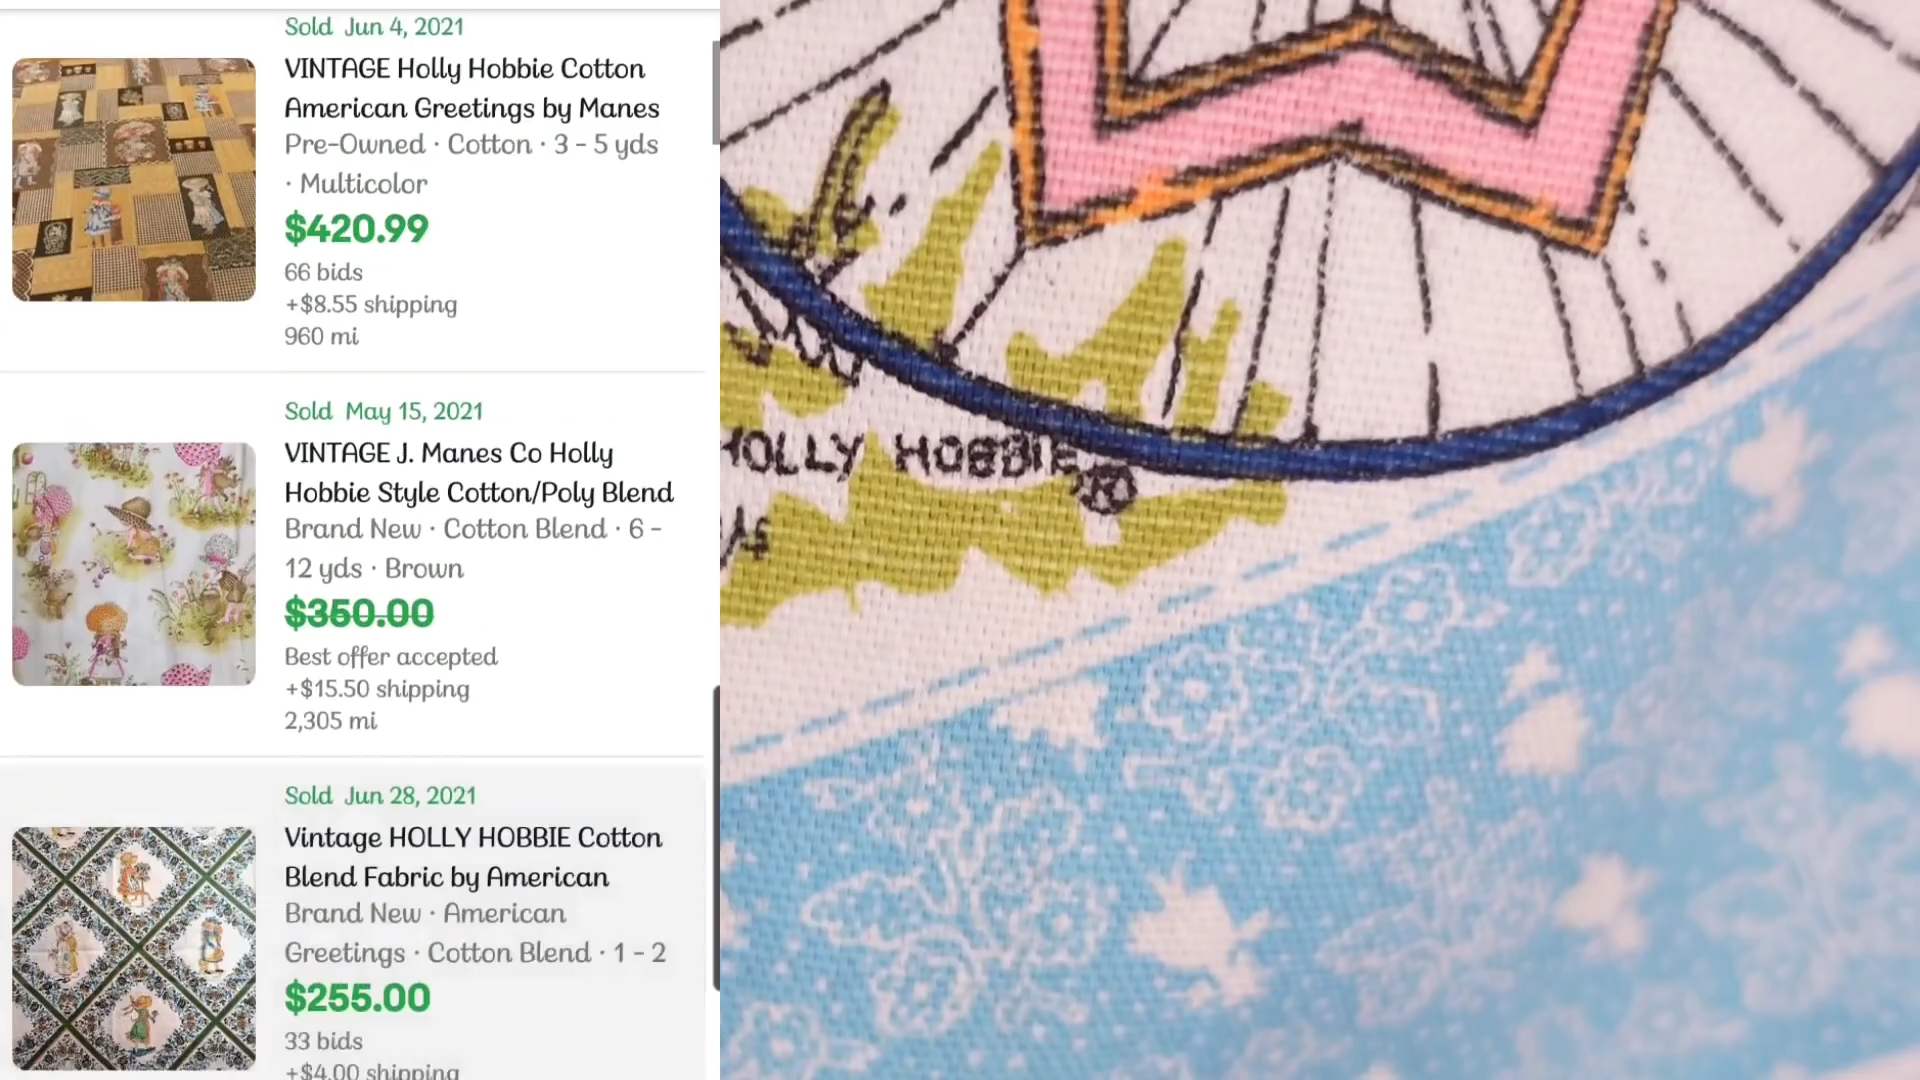 Sold Jun 4, 2021
VINTAGE Holly Hobbie Cotton
American Greetings by Manes
Pre-Owned · Cotton · 3 - 5 yds
· Multicolor
$420.99
66 bids
+$8.55 shipping
960 mi
Sold May 15, 2021
VINTAGE J. Manes Co Holly
Hobbie Style Cotton/Poly Blend
Brand New · Cotton Blend · 6 -
12 yds · Brown
$350.00
Best offer accepted
+$15.50 shipping
2,305 mi
Sold Jun 28, 2021
Vintage HOLLY HOBBIE Cotton
Blend Fabric by American
Brand New · American
Greetings · Cotton Blend · 1 - 2
$255.00
33 bids
+$4.00 shipping
HOLLY HOBBIE